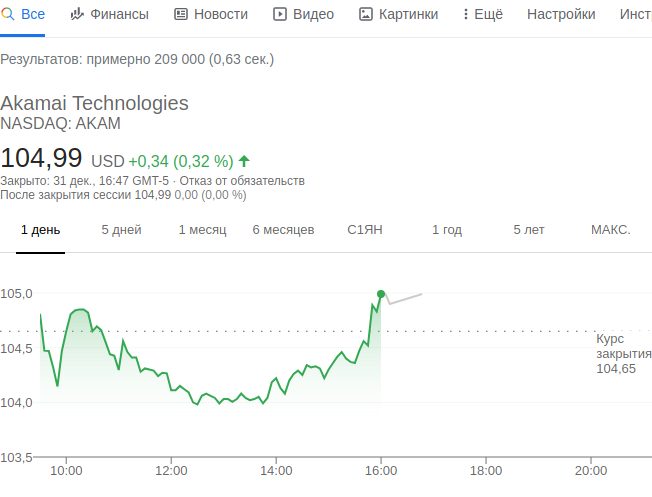 Все Финансы Новости Видео Картинки Ещё Настройки Инст
Результатов: примерно 209 000 (0,63 сек.)
Akamai Technologies
NASDAQ: AKAM
104,99 USD +0,34 (0,32 %)
Закрыто: 31 дек., 16:47 GMT-5 · Отказ от обязательств
После закрытия сессии 104,99 0,00 (0,00 %)
1 день 5 дней 1 месяц 6 месяцев С1ЯН 1 год 5 лет МАКС.
105,0
Курс
закрытия
104,65
104,5
104,0
103,5
10:00 12:00 14:00 16:00 18:00 20:00